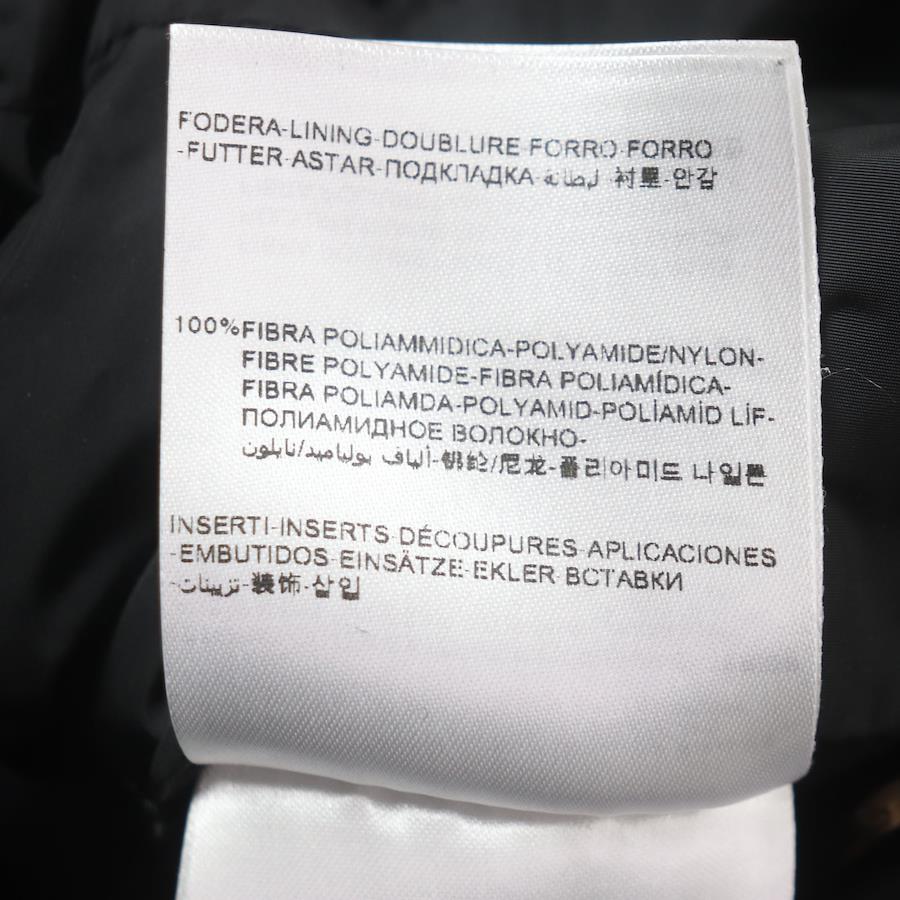 FODERA-LINING-DOUBLURE-FORRO-FORRO
-FUTTER-ASTAR-ПОДКЛАДКА-لبطانة-衬里-안감
100%FIBRA POLIAMMIDICA-POLYAMIDE/NYLON-
FIBRE POLYAMIDE-FIBRA POLIAMÍDICA-
FIBRA POLIAMDA-POLYAMID-POLİAMİD LİF-
ПОЛИАМИДНОЕ ВОЛОКНО-
ألياف بولياميد/نايلون-锦纶/尼龙-폴리아미드 나일론
INSERTI-INSERTS-DÉCOUPURES-APLICACIONES
-EMBUTIDOS-EINSÄTZE-EKLER-ВСТАВКИ
-تزيينات-装饰-삽입